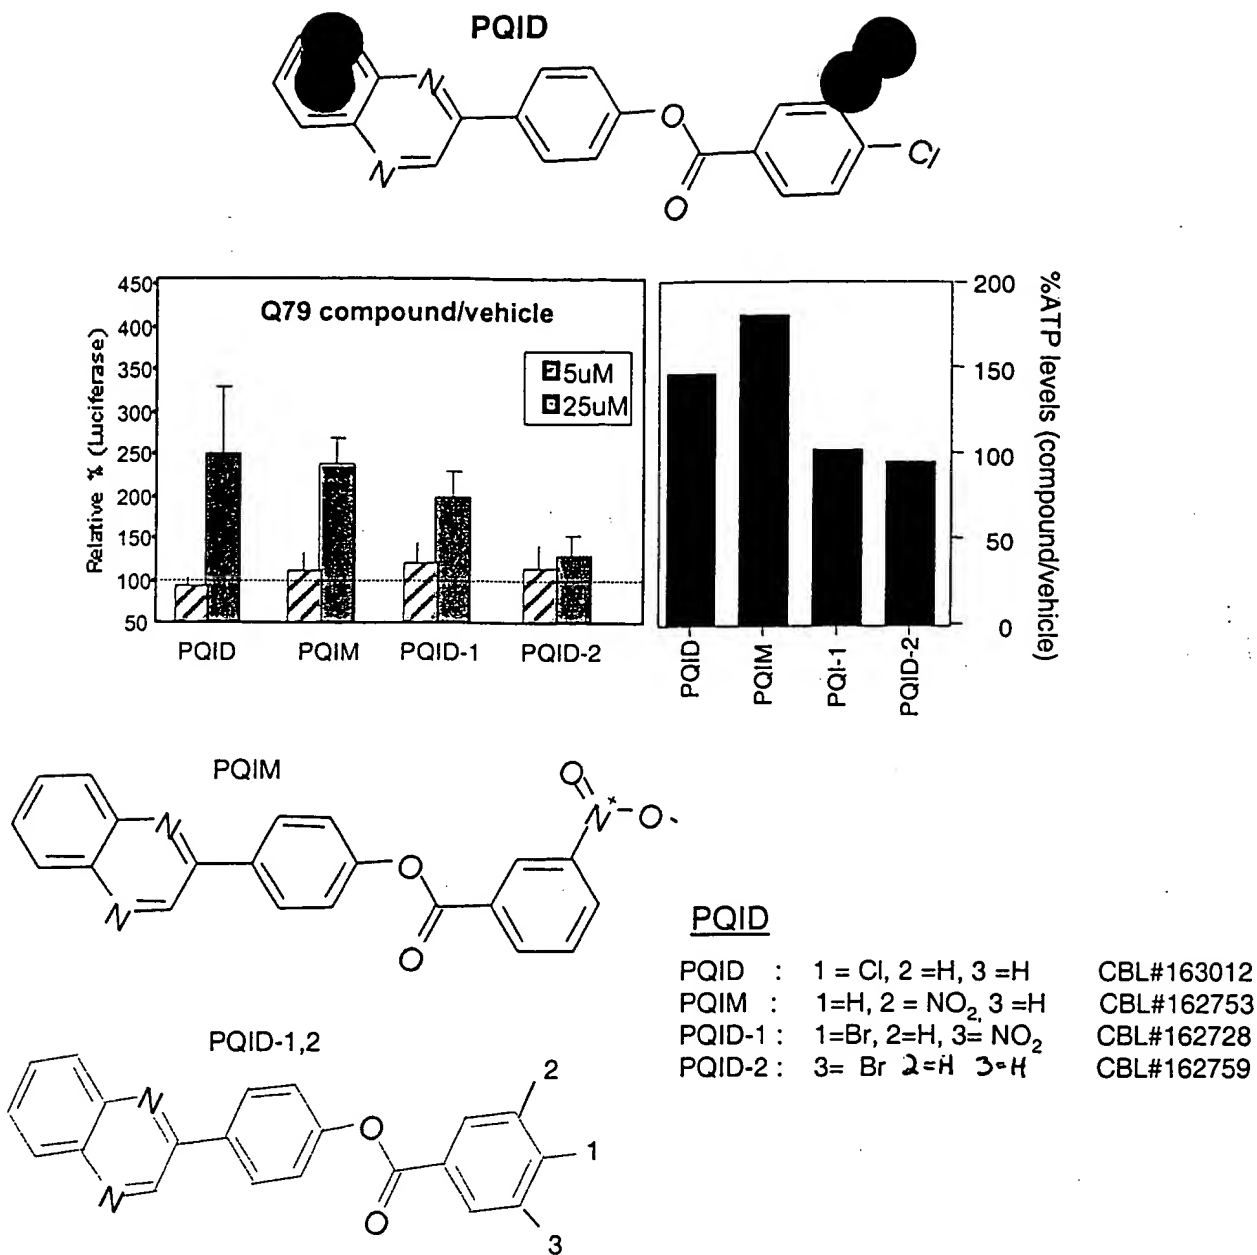 PQID
N
N
O
O
Cl
450
400
350
300
250
200
150
100
50
Relative % (Luciferase)
Q79 compound/vehicle
5uM
25uM
PQID PQIM PQID-1 PQID-2
200
150
100
50
0
%ATP levels (compound/vehicle)
PQID PQIM PQI-1 PQID-2
PQIM
N
N
O
O
O
N+
O-
PQID
PQID : 1 = Cl, 2 =H, 3 =H CBL#163012
PQIM : 1=H, 2 = NO2, 3 =H CBL#162753
PQID-1 : 1=Br, 2=H, 3= NO2 CBL#162728
PQID-2 : 3= Br 2=H 3=H CBL#162759
PQID-1,2
N
N
O
O
2
1
3